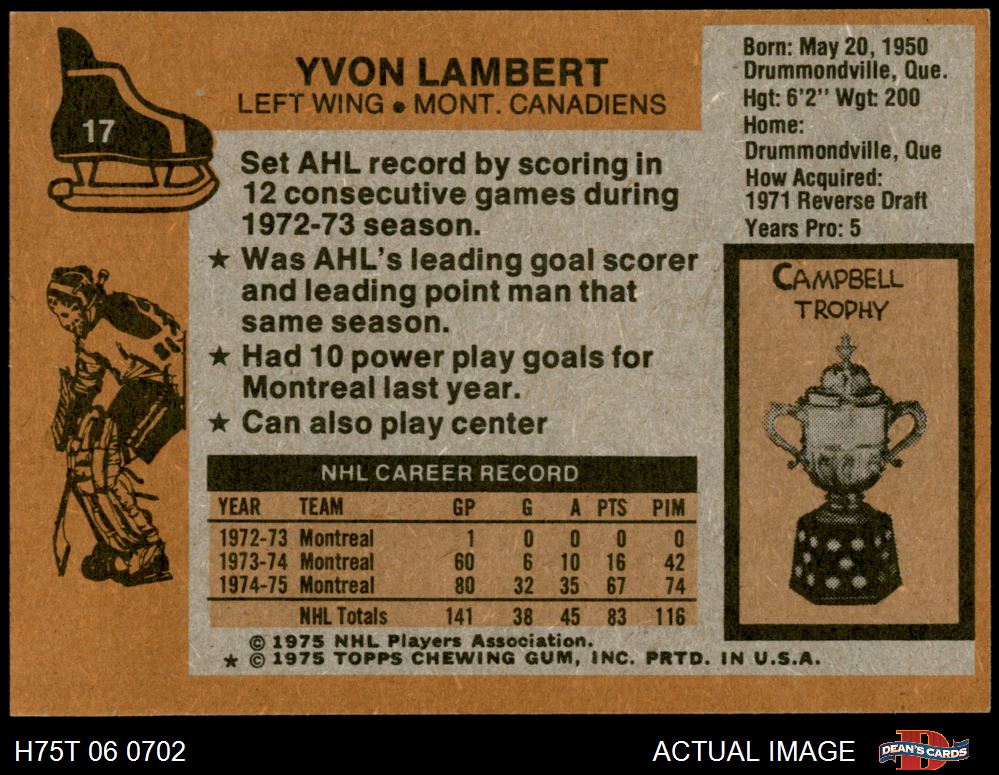 17
YVON LAMBERT
LEFT WING ● MONT. CANADIENS
Set AHL record by scoring in
12 consecutive games during
1972-73 season.
★ Was AHL's leading goal scorer
and leading point man that
same season.
★ Had 10 power play goals for
Montreal last year.
★ Can also play center
Born: May 20, 1950
Drummondville, Que.
Hgt: 6'2" Wgt: 200
Home:
Drummondville, Que
How Acquired:
1971 Reverse Draft
Years Pro: 5
CAMPBELL
TROPHY
NHL CAREER RECORD
YEAR TEAM GP G A PTS PIM
1972-73 Montreal 1 0 0 0 0
1973-74 Montreal 60 6 10 16 42
1974-75 Montreal 80 32 35 67 74
NHL Totals 141 38 45 83 116
© 1975 NHL Players Association.
★ © 1975 TOPPS CHEWING GUM, INC. PRTD. IN U.S.A.
H75T 06 0702
ACTUAL IMAGE
D
DEAN'S CARDS